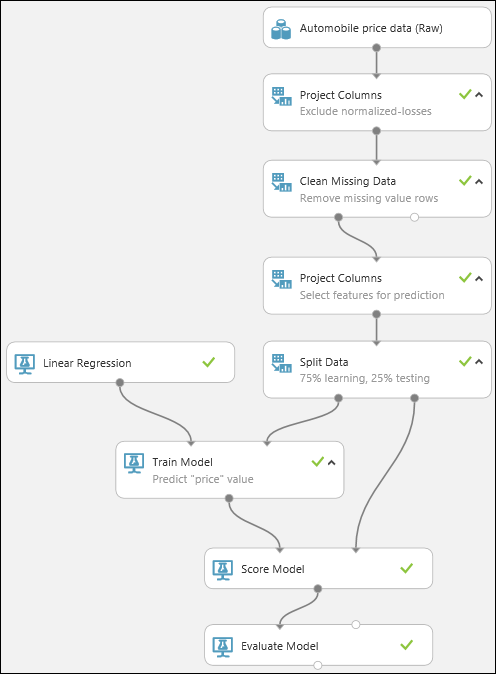 Automobile price data (Raw)
Project Columns
Exclude normalized-losses
Clean Missing Data
Remove missing value rows
Project Columns
Select features for prediction
Linear Regression
Split Data
75% learning, 25% testing
Train Model
Predict "price" value
Score Model
Evaluate Model